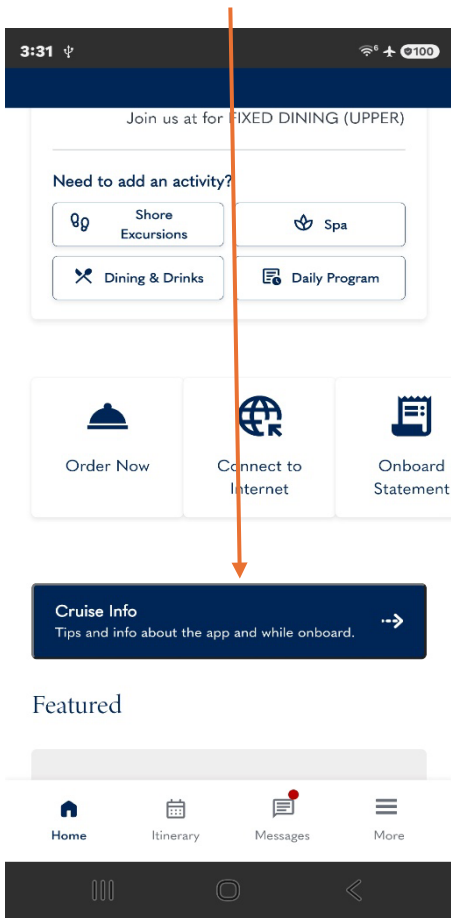 3:31
6
100
Join us at for FIXED DINING (UPPER)
Need to add an activity?
Shore
Excursions
Spa
Dining & Drinks
Daily Program
Order Now
Connect to
Internet
Onboard
Statement
Cruise Info
Tips and info about the app and while onboard.
Featured
Home
Itinerary
Messages
More